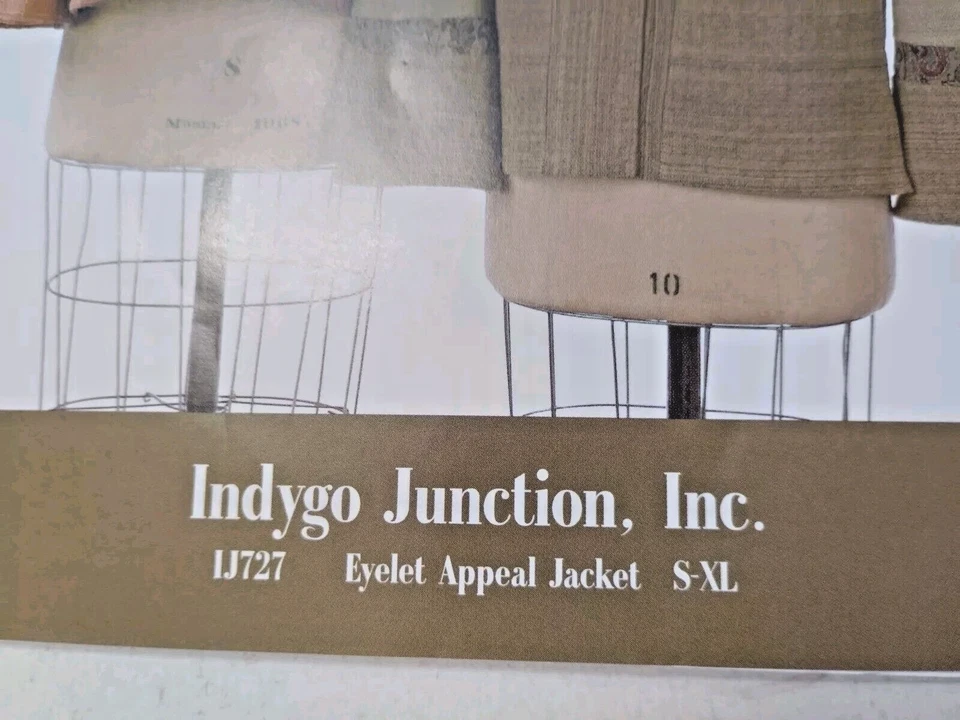 10
Indygo Junction, Inc.
IJ727 Eyelet Appeal Jacket S-XL